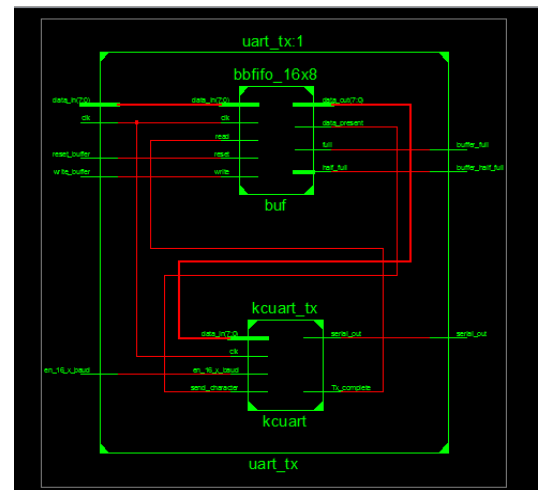 uart_tx:1
bbfifo_16x8
data_in(7:0) data_in(7:0) data_out(7:0)
clk clk data_present
read
full buffer_full
reset_buffer reset
half_full buffer_half_full
write_buffer write
buf
kcuart_tx
data_in(7:0) serial_out serial_out
clk
en_16_x_baud en_16_x_baud
send_character Tx_complete
kcuart
uart_tx